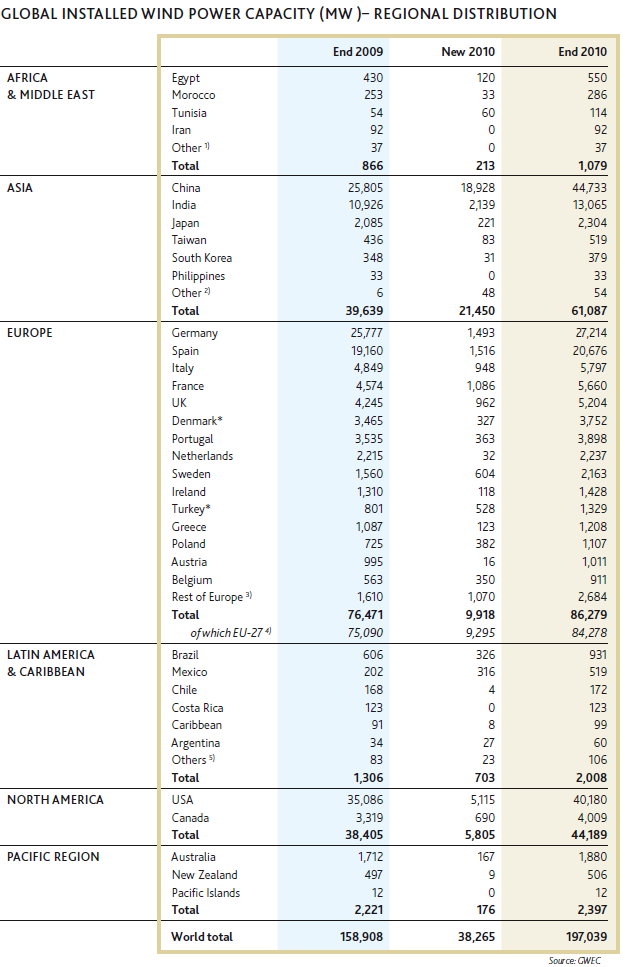 GLOBAL INSTALLED WIND POWER CAPACITY (MW )– REGIONAL DISTRIBUTION
End 2009 New 2010 End 2010
AFRICA Egypt 430 120 550
& MIDDLE EAST Morocco 253 33 286
Tunisia 54 60 114
Iran 92 0 92
Other 1) 37 0 37
Total 866 213 1,079
ASIA China 25,805 18,928 44,733
India 10,926 2,139 13,065
Japan 2,085 221 2,304
Taiwan 436 83 519
South Korea 348 31 379
Philippines 33 0 33
Other 2) 6 48 54
Total 39,639 21,450 61,087
EUROPE Germany 25,777 1,493 27,214
Spain 19,160 1,516 20,676
Italy 4,849 948 5,797
France 4,574 1,086 5,660
UK 4,245 962 5,204
Denmark* 3,465 327 3,752
Portugal 3,535 363 3,898
Netherlands 2,215 32 2,237
Sweden 1,560 604 2,163
Ireland 1,310 118 1,428
Turkey* 801 528 1,329
Greece 1,087 123 1,208
Poland 725 382 1,107
Austria 995 16 1,011
Belgium 563 350 911
Rest of Europe 3) 1,610 1,070 2,684
Total 76,471 9,918 86,279
of which EU-27 4) 75,090 9,295 84,278
LATIN AMERICA Brazil 606 326 931
& CARIBBEAN Mexico 202 316 519
Chile 168 4 172
Costa Rica 123 0 123
Caribbean 91 8 99
Argentina 34 27 60
Others 5) 83 23 106
Total 1,306 703 2,008
NORTH AMERICA USA 35,086 5,115 40,180
Canada 3,319 690 4,009
Total 38,405 5,805 44,189
PACIFIC REGION Australia 1,712 167 1,880
New Zealand 497 9 506
Pacific Islands 12 0 12
Total 2,221 176 2,397
World total 158,908 38,265 197,039
Source: GWEC